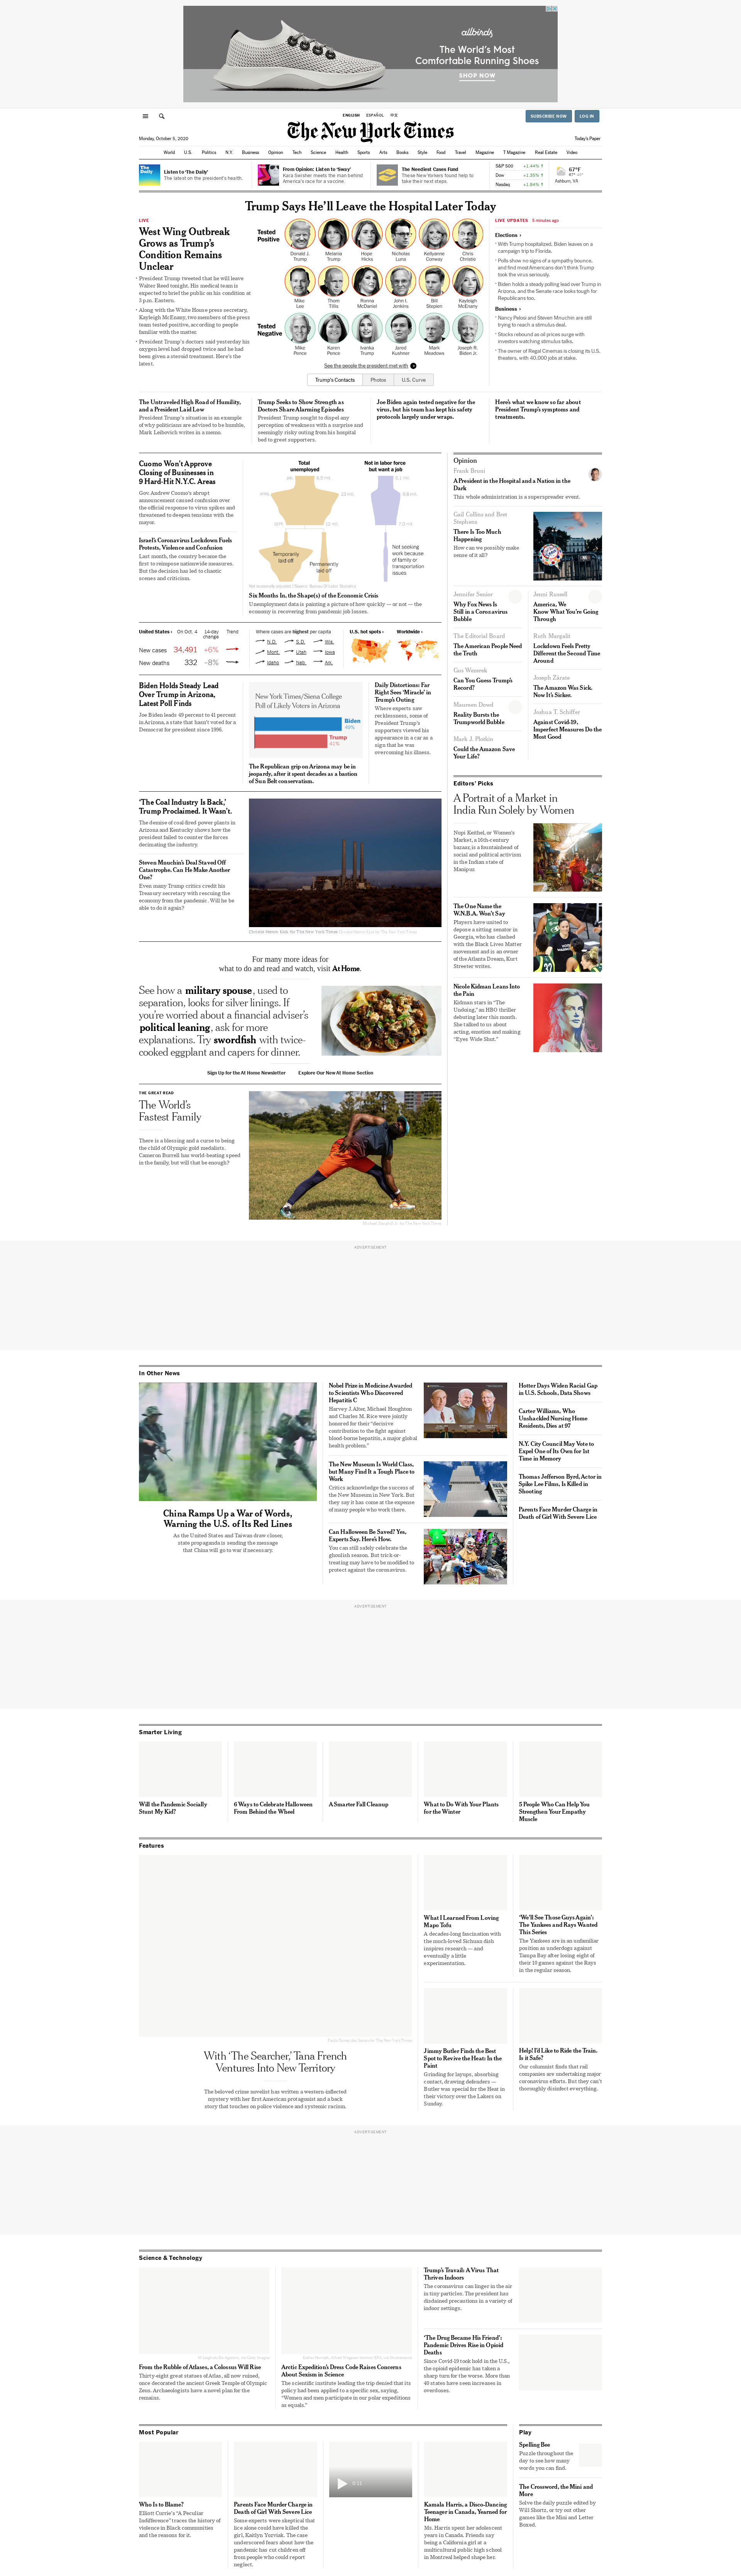 allbirds
The World's Most
Comfortable Running Shoes
SHOP NOW
ENGLISH ESPAÑOL 中文
SUBSCRIBE NOW LOG IN
The New York Times
Monday, October 5, 2020
Today's Paper
World U.S. Politics N.Y. Business Opinion Tech Science Health Sports Arts Books Style Food Travel Magazine T Magazine Real Estate Video
The Daily
Listen to 'The Daily'
The latest on the president's health.
From Opinion: Listen to 'Sway'
Kara Swisher meets the man behind
America's race for a vaccine.
The Neediest Cases Fund
These New Yorkers found help to
take their next steps.
S&P 500 +1.44% ↑
Dow +1.35% ↑
Nasdaq +1.84% ↑
67°F
Ashburn, VA
Trump Says He'll Leave the Hospital Later Today
LIVE
West Wing Outbreak
Grows as Trump's
Condition Remains
Unclear
President Trump tweeted that he will leave
Walter Reed tonight. His medical team is
expected to brief the public on his condition at
3 p.m. Eastern.
Along with the White House press secretary,
Kayleigh McEnany, two members of the press
team tested positive, according to people
familiar with the matter.
President Trump's doctors said yesterday his
oxygen level had dropped twice and he had
been given a steroid treatment. Here's the
latest.
Tested
Positive
Donald J.
Trump
Melania
Trump
Hope
Hicks
Nicholas
Luna
Kellyanne
Conway
Chris
Christie
Mike
Lee
Thom
Tillis
Ronna
McDaniel
John I.
Jenkins
Bill
Stepien
Kayleigh
McEnany
Tested
Negative
Mike
Pence
Karen
Pence
Ivanka
Trump
Jared
Kushner
Mark
Meadows
Joseph R.
Biden Jr.
See the people the president met with
Trump's Contacts Photos U.S. Curve
LIVE UPDATES 5 minutes ago
Elections ›
With Trump hospitalized, Biden leaves on a
campaign trip to Florida.
Polls show no signs of a sympathy bounce,
and find most Americans don't think Trump
took the virus seriously.
Biden holds a steady polling lead over Trump in
Arizona, and the Senate race looks tough for
Republicans too.
Business ›
Nancy Pelosi and Steven Mnuchin are still
trying to reach a stimulus deal.
Stocks rebound as oil prices surge with
investors watching stimulus talks.
The owner of Regal Cinemas is closing its U.S.
theaters, with 40,000 jobs at stake.
The Untraveled High Road of Humility,
and a President Laid Low
President Trump's situation is an example
of why politicians are advised to be humble,
Mark Leibovich writes in a memo.
Trump Seeks to Show Strength as
Doctors Share Alarming Episodes
President Trump sought to dispel any
perception of weakness with a surprise and
seemingly risky outing from his hospital
bed to greet supporters.
Joe Biden again tested negative for the
virus, but his team has kept his safety
protocols largely under wraps.
Here's what we know so far about
President Trump's symptoms and
treatments.
Cuomo Won't Approve
Closing of Businesses in
9 Hard-Hit N.Y.C. Areas
Gov. Andrew Cuomo's abrupt
announcement caused confusion over
the official response to virus spikes and
threatened to deepen tensions with the
mayor.
Israel's Coronavirus Lockdown Fuels
Protests, Violence and Confusion
Last month, the country became the
first to reimpose nationwide measures.
But the decision has led to chaotic
scenes and criticism.
Total
unemployed
Not in labor force
but want a job
Temporarily
laid off
Permanently
laid off
Not seeking
work because
of family or
transportation
issues
Six Months In, the Shape(s) of the Economic Crisis
Unemployment data is painting a picture of how quickly — or not — the
economy is recovering from pandemic job losses.
United States › On Oct. 4 14-day
change Trend
New cases 34,491 +6%
New deaths 332 –8%
Where cases are highest per capita
N.D. S.D. Wis.
Mont. Utah Iowa
Idaho Neb. Ark.
U.S. hot spots ›
Worldwide ›
Biden Holds Steady Lead
Over Trump in Arizona,
Latest Poll Finds
Joe Biden leads 49 percent to 41 percent
in Arizona, a state that hasn't voted for a
Democrat for president since 1996.
New York Times/Siena College
Poll of Likely Voters in Arizona
Biden
49%
Trump
41%
The Republican grip on Arizona may be in
jeopardy, after it spent decades as a bastion
of Sun Belt conservatism.
Daily Distortions: Far
Right Sees 'Miracle' in
Trump's Outing
Where experts saw
recklessness, some of
President Trump's
supporters viewed his
appearance in a car as a
sign that he was
overcoming his illness.
'The Coal Industry Is Back,'
Trump Proclaimed. It Wasn't.
The demise of coal-fired power plants in
Arizona and Kentucky shows how the
president failed to counter the forces
decimating the industry.
Steven Mnuchin's Deal Staved Off
Catastrophe. Can He Make Another
One?
Even many Trump critics credit his
Treasury secretary with rescuing the
economy from the pandemic. Will he be
able to do it again?
For many more ideas for
what to do and read and watch, visit At Home.
See how a military spouse, used to
separation, looks for silver linings. If
you're worried about a financial adviser's
political leaning, ask for more
explanations. Try swordfish with twice-
cooked eggplant and capers for dinner.
Sign Up for the At Home Newsletter Explore Our New At Home Section
THE GREAT READ
The World's
Fastest Family
There is a blessing and a curse to being
the child of Olympic gold medalists.
Cameron Burrell has world-beating speed
in the family, but will that be enough?
Opinion
Frank Bruni
A President in the Hospital and a Nation in the
Dark
This whole administration is a superspreader event.
Gail Collins and Bret
Stephens
There Is Too Much
Happening
How can we possibly make
sense of it all?
Jennifer Senior
Why Fox News Is
Still in a Coronavirus
Bubble
The Editorial Board
The American People Need
the Truth
Gus Wezerek
Can You Guess Trump's
Record?
Maureen Dowd
Reality Bursts the
Trumpworld Bubble
Mark J. Plotkin
Could the Amazon Save
Your Life?
Jenni Russell
America, We
Know What You're Going
Through
Ruth Margalit
Lockdown Feels Pretty
Different the Second Time
Around
Joseph Zárate
The Amazon Was Sick.
Now It's Sicker.
Joshua T. Schiffer
Against Covid-19,
Imperfect Measures Do the
Most Good
Editors' Picks
A Portrait of a Market in
India Run Solely by Women
Nupi Keithel, or Women's
Market, a 16th-century
bazaar, is a fountainhead of
social and political activism
in the Indian state of
Manipur.
The One Name the
W.N.B.A. Won't Say
Players have united to
depose a sitting senator in
Georgia, who has clashed
with the Black Lives Matter
movement and is an owner
of the Atlanta Dream, Kurt
Streeter writes.
Nicole Kidman Leans Into
the Pain
Kidman stars in "The
Undoing," an HBO thriller
debuting later this month.
She talked to us about
acting, emotion and making
"Eyes Wide Shut."
ADVERTISEMENT
In Other News
China Ramps Up a War of Words,
Warning the U.S. of Its Red Lines
As the United States and Taiwan draw closer,
state propaganda is sending the message
that China will go to war if necessary.
Nobel Prize in Medicine Awarded
to Scientists Who Discovered
Hepatitis C
Harvey J. Alter, Michael Houghton
and Charles M. Rice were jointly
honored for their "decisive
contribution to the fight against
blood-borne hepatitis, a major global
health problem."
The New Museum Is World Class,
but Many Find It a Tough Place to
Work
Critics acknowledge the success of
the New Museum in New York. But
they say it has come at the expense
of many people who work there.
Can Halloween Be Saved? Yes,
Experts Say. Here's How.
You can still safely celebrate the
ghoulish season. But trick-or-
treating may have to be modified to
protect against the coronavirus.
Hotter Days Widen Racial Gap
in U.S. Schools, Data Shows
Carter Williams, Who
Unshackled Nursing Home
Residents, Dies at 97
N.Y. City Council May Vote to
Expel One of Its Own for 1st
Time in Memory
Thomas Jefferson Byrd, Actor in
Spike Lee Films, Is Killed in
Shooting
Parents Face Murder Charge in
Death of Girl With Severe Lice
ADVERTISEMENT
Smarter Living
Will the Pandemic Socially
Stunt My Kid?
6 Ways to Celebrate Halloween
From Behind the Wheel
A Smarter Fall Cleanup
What to Do With Your Plants
for the Winter
5 People Who Can Help You
Strengthen Your Empathy
Muscle
Features
With 'The Searcher,' Tana French
Ventures Into New Territory
The beloved crime novelist has written a western-inflected
mystery with her first American protagonist and a back
story that touches on police violence and systemic racism.
What I Learned From Loving
Mapo Tofu
A decades-long fascination with
the much-loved Sichuan dish
inspires research — and
eventually a little
experimentation.
'We'll See Those Guys Again':
The Yankees and Rays Wanted
This Series
The Yankees are in an unfamiliar
position as underdogs against
Tampa Bay after losing eight of
their 10 games against the Rays
in the regular season.
Jimmy Butler Finds the Best
Spot to Revive the Heat: In the
Paint
Grinding for layups, absorbing
contact, drawing defenders —
Butler was special for the Heat in
their victory over the Lakers on
Sunday.
Help! I'd Like to Ride the Train.
Is it Safe?
Our columnist finds that rail
companies are undertaking major
coronavirus efforts. But they can't
thoroughly disinfect everything.
ADVERTISEMENT
Science & Technology
From the Rubble of Atlases, a Colossus Will Rise
Thirty-eight great statues of Atlas, all now ruined,
once decorated the ancient Greek Temple of Olympic
Zeus. Archaeologists have a novel plan for the
remains.
Arctic Expedition's Dress Code Raises Concerns
About Sexism in Science
The scientific institute leading the trip denied that its
policy had been applied to a specific sex, saying,
"Women and men participate in our polar expeditions
as equals."
Trump's Travail: A Virus That
Thrives Indoors
The coronavirus can linger in the air
in tiny particles. The president has
disdained precautions in a variety of
indoor settings.
'The Drug Became His Friend':
Pandemic Drives Rise in Opioid
Deaths
Since Covid-19 took hold in the U.S.,
the opioid epidemic has taken a
sharp turn for the worse. More than
40 states have seen increases in
overdoses.
Most Popular
Who Is to Blame?
Elliott Currie's "A Peculiar
Indifference" traces the history of
violence in Black communities
and the reasons for it.
Parents Face Murder Charge in
Death of Girl With Severe Lice
Some experts were skeptical that
lice alone could have killed the
girl, Kaitlyn Yozviak. The case
underscored fears about how the
pandemic has cut children off
from people who could report
neglect.
0:11
Kamala Harris, a Disco-Dancing
Teenager in Canada, Yearned for
Home
Ms. Harris spent her adolescent
years in Canada. Friends say
being a California girl at a
multicultural public high school
in Montreal helped shape her.
Play
Spelling Bee
Puzzle throughout the
day to see how many
words you can find.
The Crossword, the Mini and
More
Solve the daily puzzle edited by
Will Shortz, or try out other
games like the Mini and Letter
Boxed.